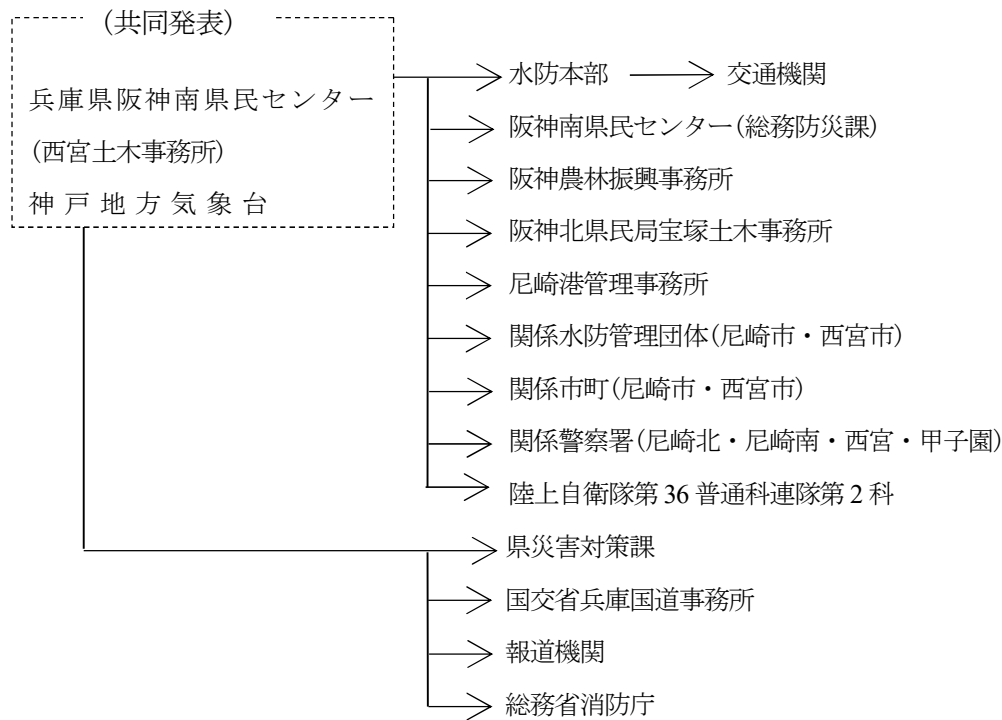 (共同発表)
兵庫県阪神南県民センター
(西宮土木事務所)
神戸地方気象台
水防本部
交通機関
阪神南県民センター(総務防災課)
阪神農林振興事務所
阪神北県民局宝塚土木事務所
尼崎港管理事務所
関係水防管理団体(尼崎市・西宮市)
関係市町(尼崎市・西宮市)
関係警察署(尼崎北・尼崎南・西宮・甲子園)
陸上自衛隊第36普通科連隊第2科
県災害対策課
国交省兵庫国道事務所
報道機関
総務省消防庁